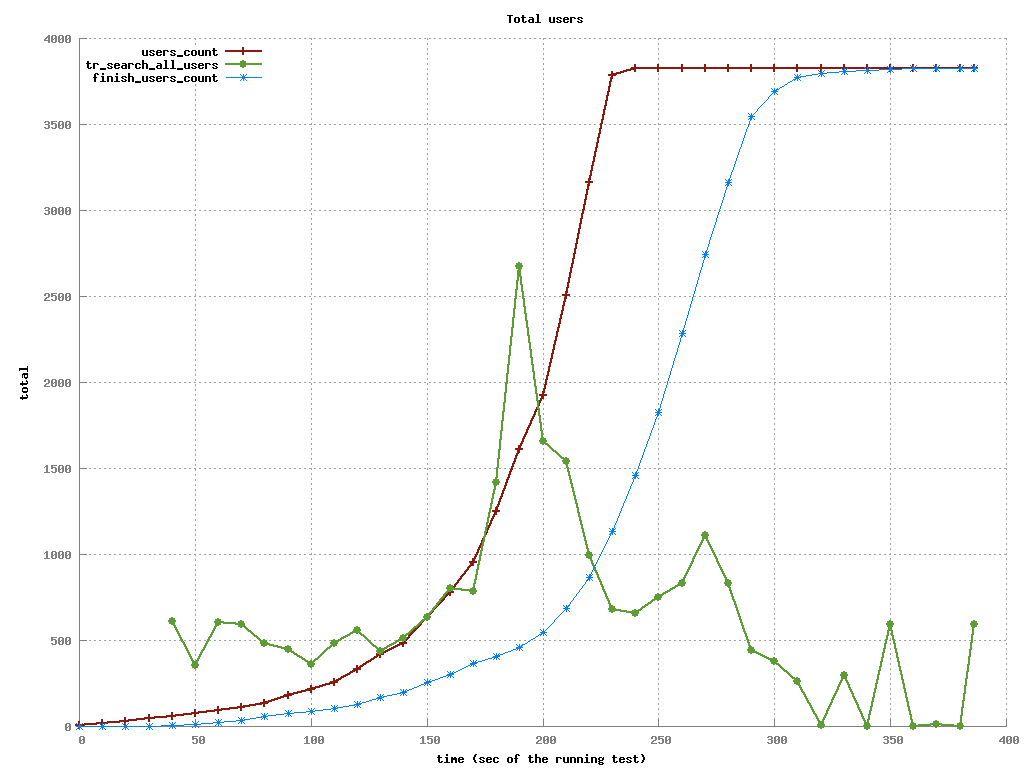 Total users
users_count
tr_search_all_users
finish_users_count
4000
3500
3000
2500
2000
1500
1000
500
0
total
0 50 100 150 200 250 300 350 400
time (sec of the running test)